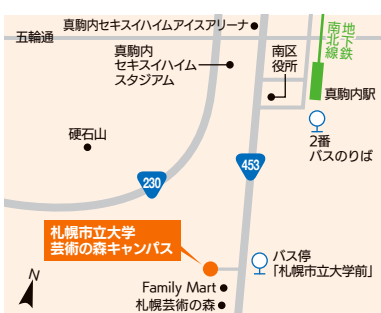 真駒内セキスイハイムアイスアリーナ
五輪通
真駒内
セキスイハイム
スタジアム
南区
役所
地下鉄
南北線
真駒内駅
2番
バスのりば
硬石山
230
453
札幌市立大学
芸術の森キャンパス
バス停
「札幌市立大学前」
N
Family Mart
札幌芸術の森